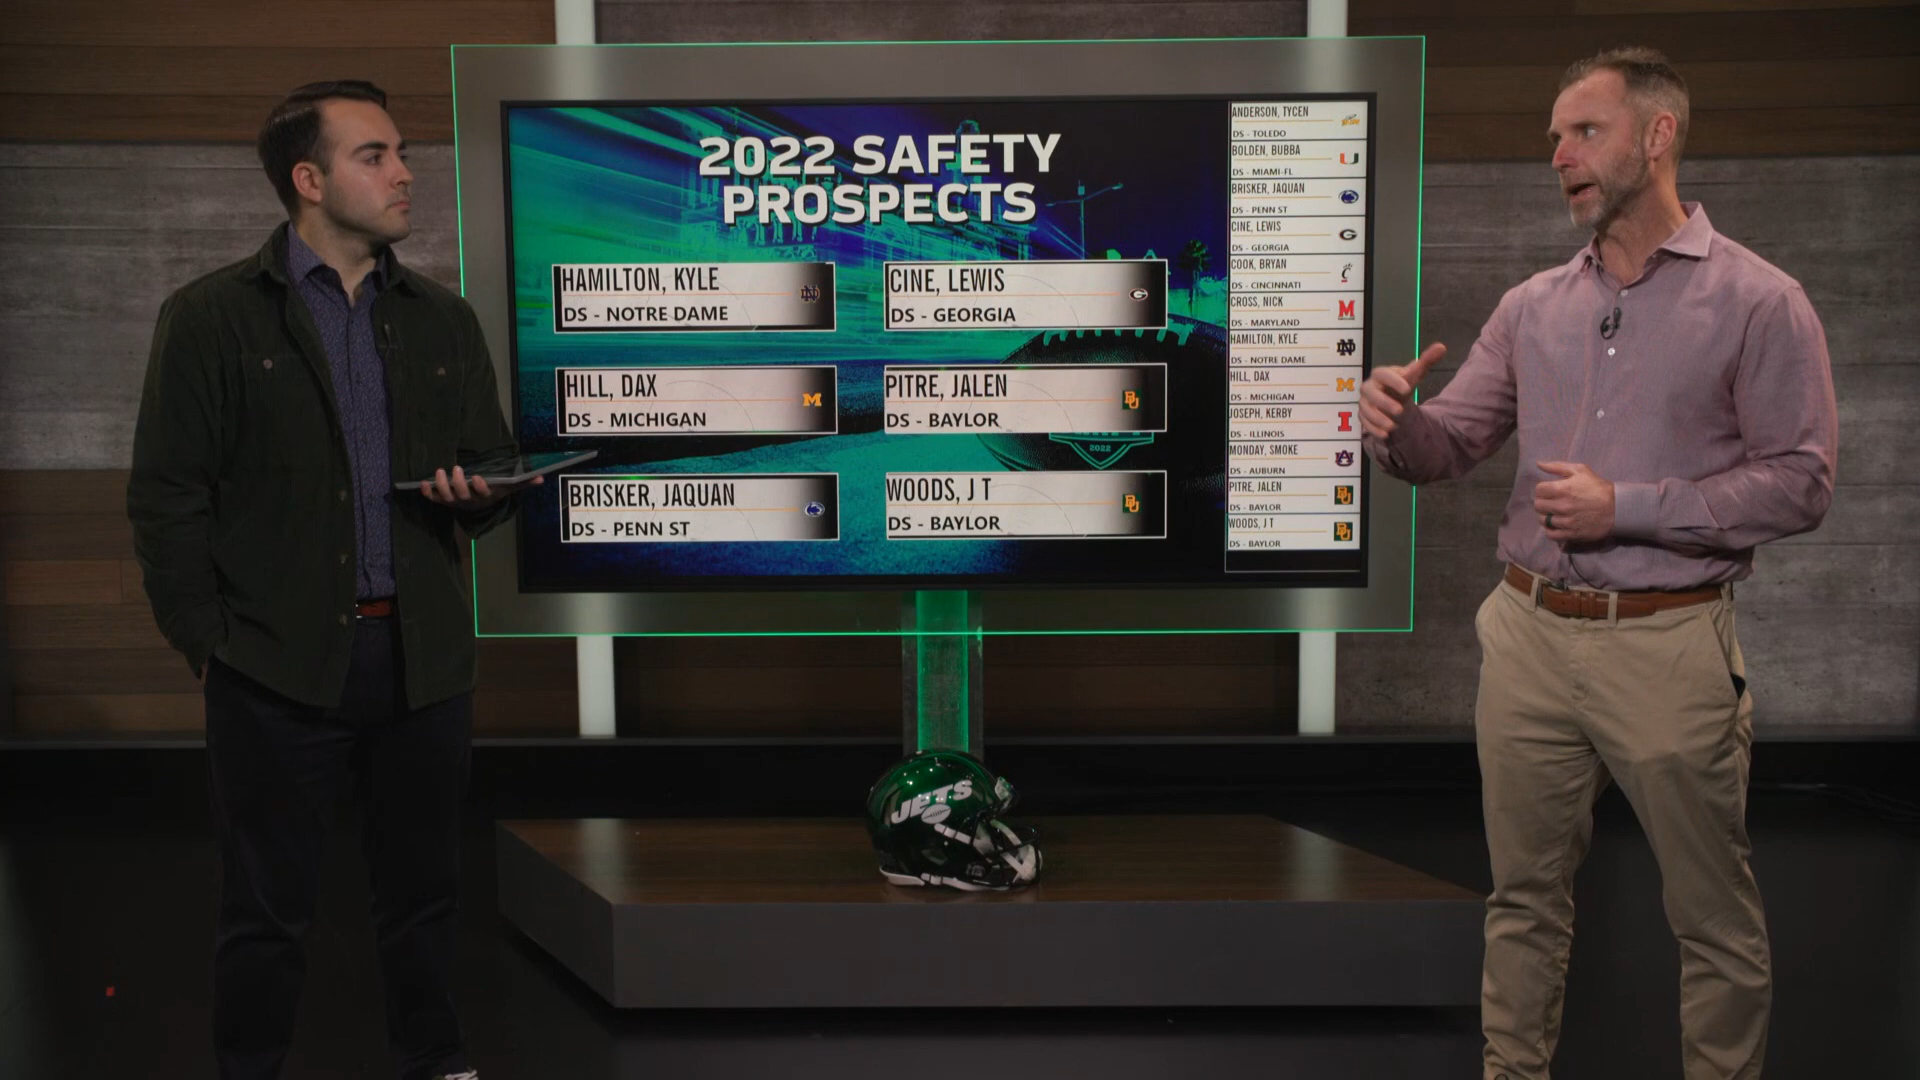 2022 SAFETY
PROSPECTS
HAMILTON, KYLE
DS - NOTRE DAME
CINE, LEWIS
DS - GEORGIA
HILL, DAX
DS - MICHIGAN
PITRE, JALEN
DS - BAYLOR
BRISKER, JAQUAN
DS - PENN ST
WOODS, J T
DS - BAYLOR
2022
ANDERSON, TYCEN
DS - TOLEDO
BOLDEN, BUBBA
DS - MIAMI-FL
BRISKER, JAQUAN
DS - PENN ST
CINE, LEWIS
DS - GEORGIA
COOK, BRYAN
DS - CINCINNATI
CROSS, NICK
DS - MARYLAND
HAMILTON, KYLE
DS - NOTRE DAME
HILL, DAX
DS - MICHIGAN
JOSEPH, KERBY
DS - ILLINOIS
MONDAY, SMOKE
DS - AUBURN
PITRE, JALEN
DS - BAYLOR
WOODS, J T
DS - BAYLOR
JETS